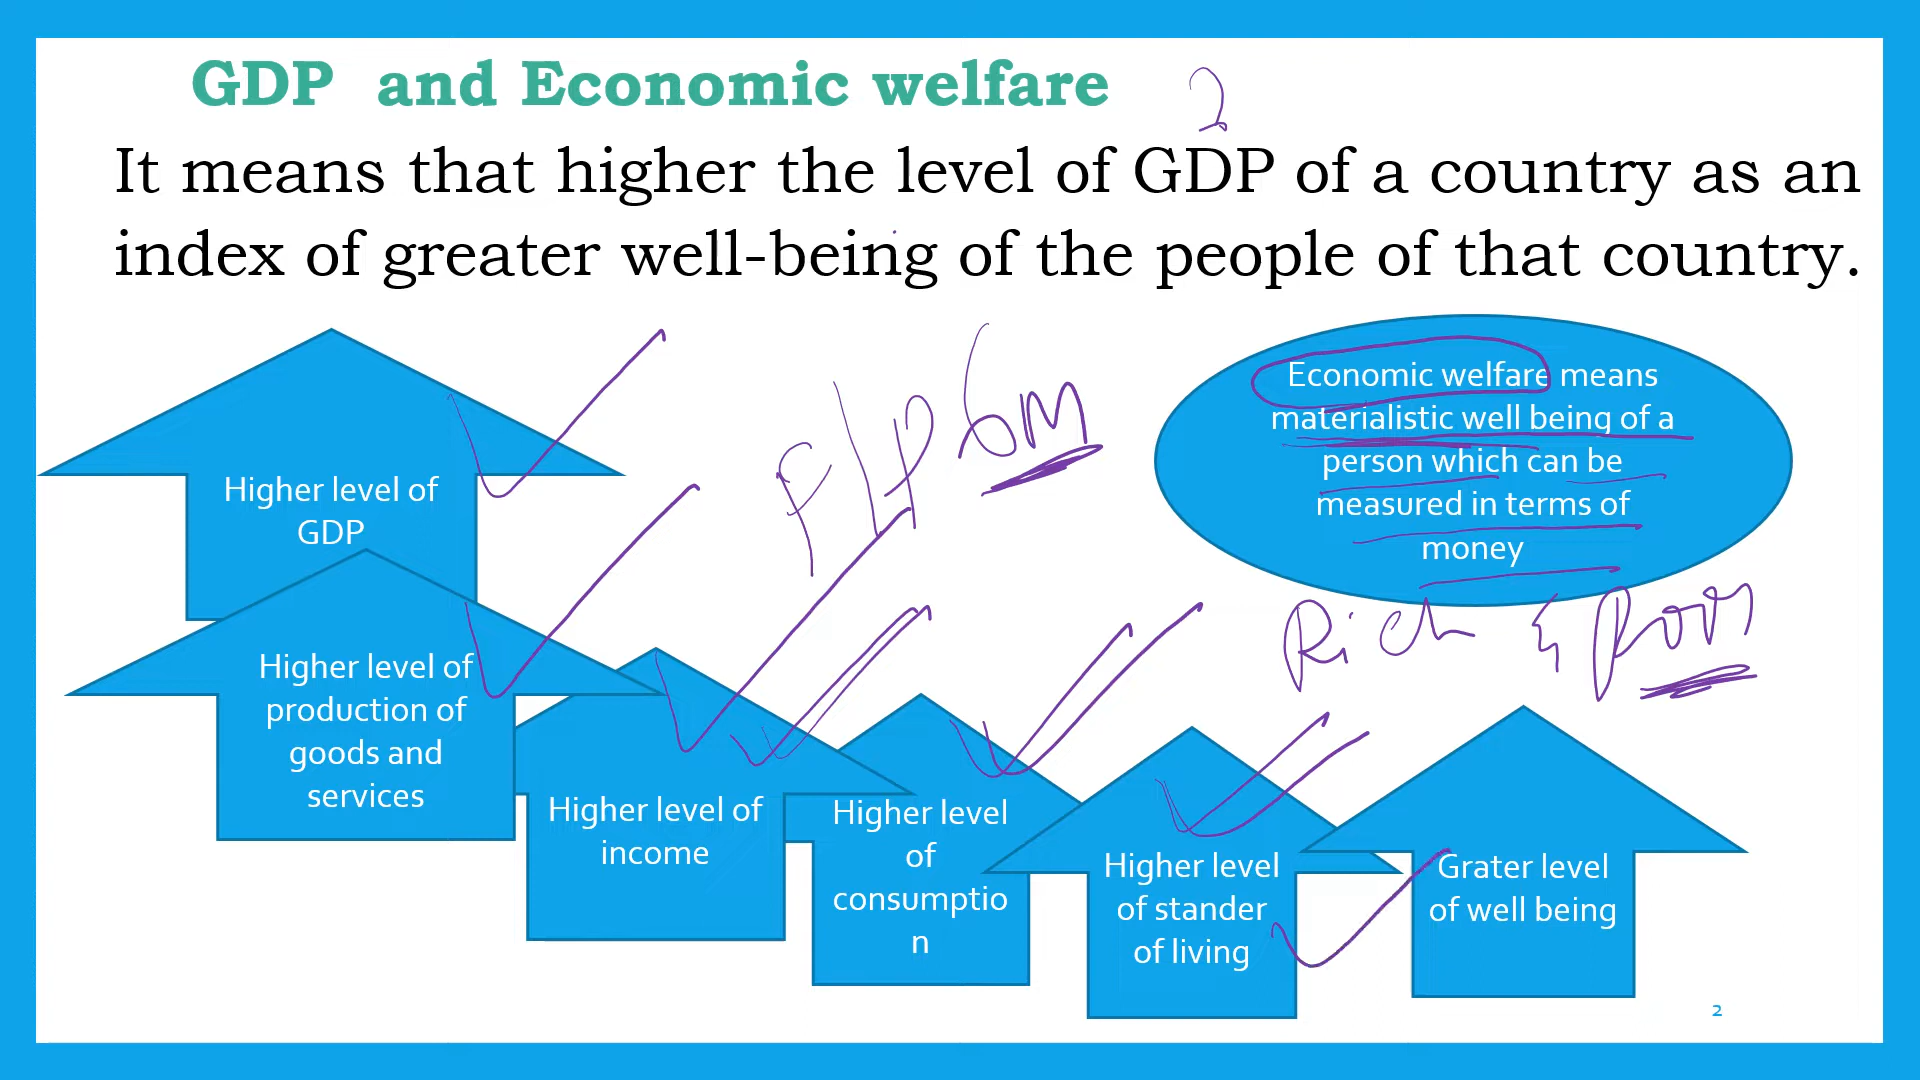 GDP and Economic welfare
2
It means that higher the level of GDP of a country as an
index of greater well-being of the people of that country.
Economic welfare means
materialistic well being of a
person which can be
measured in terms of
money
Rich & Poor
Higher level of
GDP
Higher level of
production of
goods and
services
Higher level of
income
Higher level
of
consumptio
n
Higher level
of stander
of living
Grater level
of well being
2